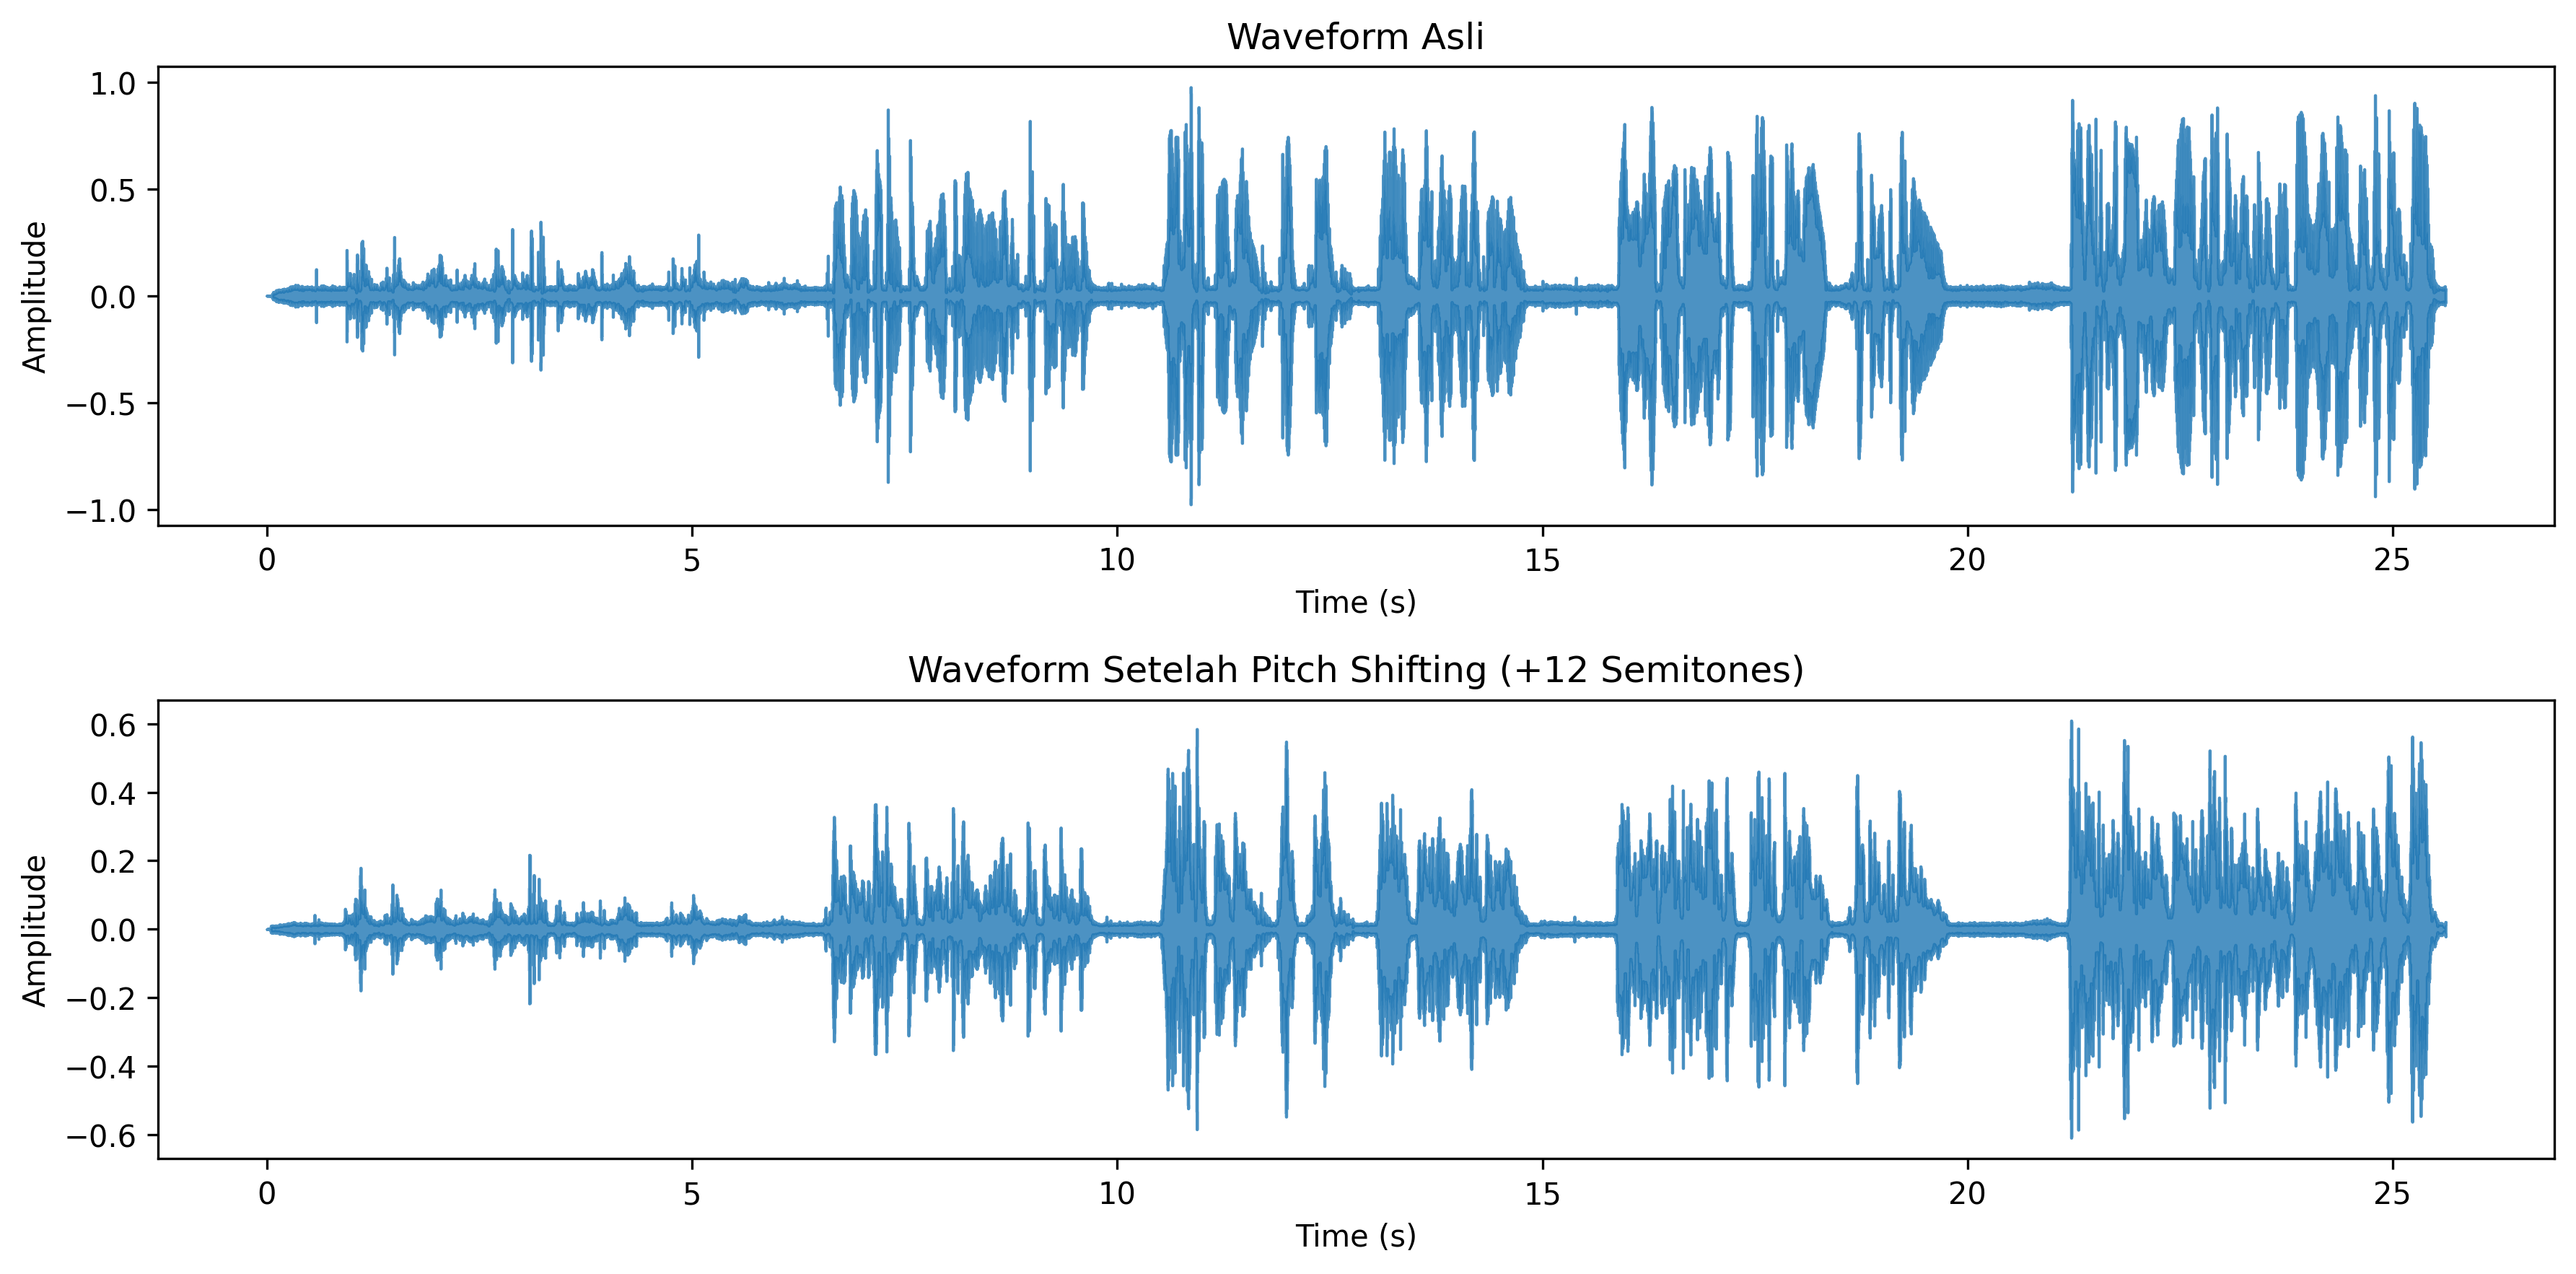 Waveform Asli
1.0
0.5
0.0
−0.5
−1.0
Amplitude
0 5 10 15 20 25
Time (s)
Waveform Setelah Pitch Shifting (+12 Semitones)
0.6
0.4
0.2
0.0
−0.2
−0.4
−0.6
Amplitude
0 5 10 15 20 25
Time (s)